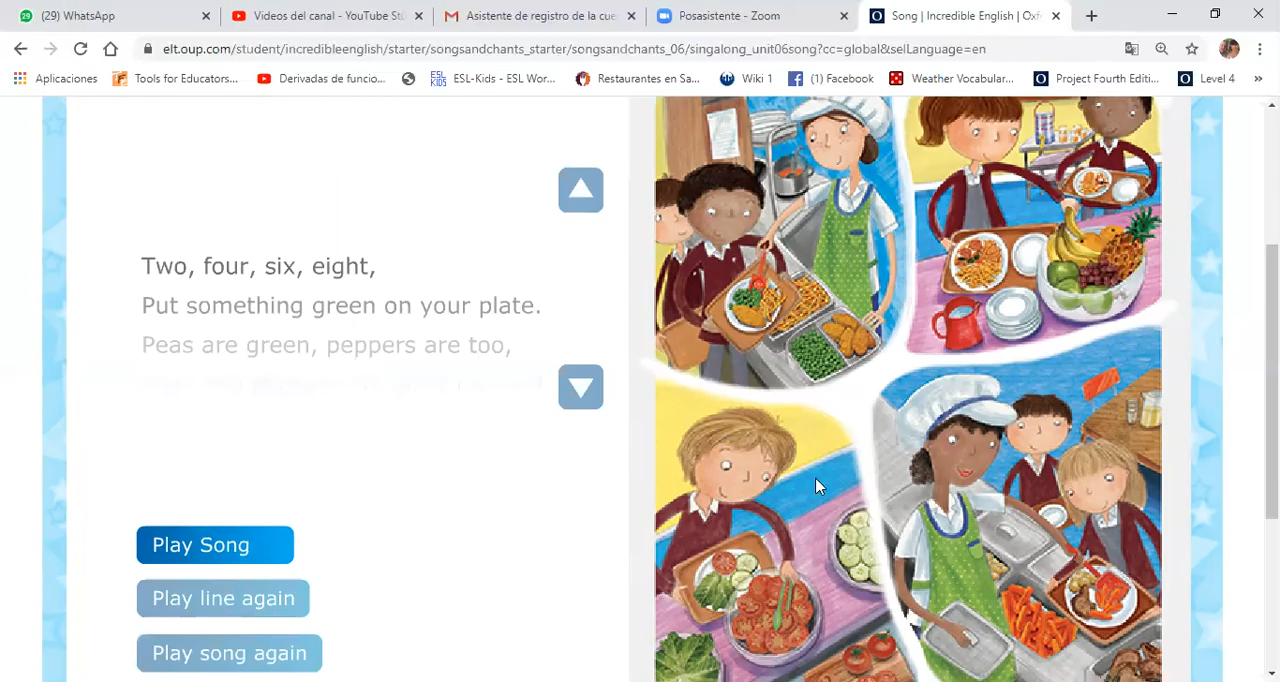 (29) WhatsApp
Videos del canal - YouTube St
Asistente de registro de la cue
Posasistente - Zoom
Song | Incredible English | Oxf
elt.oup.com/student/incredibleenglish/starter/songsandchants_starter/songsandchants_06/singalong_unit06song?cc=global&selLanguage=en
Aplicaciones
Tools for Educators...
Derivadas de funcio...
ESL-Kids - ESL Wor...
Restaurantes en Sa...
Wiki 1
(1) Facebook
Weather Vocabular...
Project Fourth Editi...
Level 4
»
Two, four, six, eight,
Put something green on your plate.
Peas are green, peppers are too,
Play Song
Play line again
Play song again